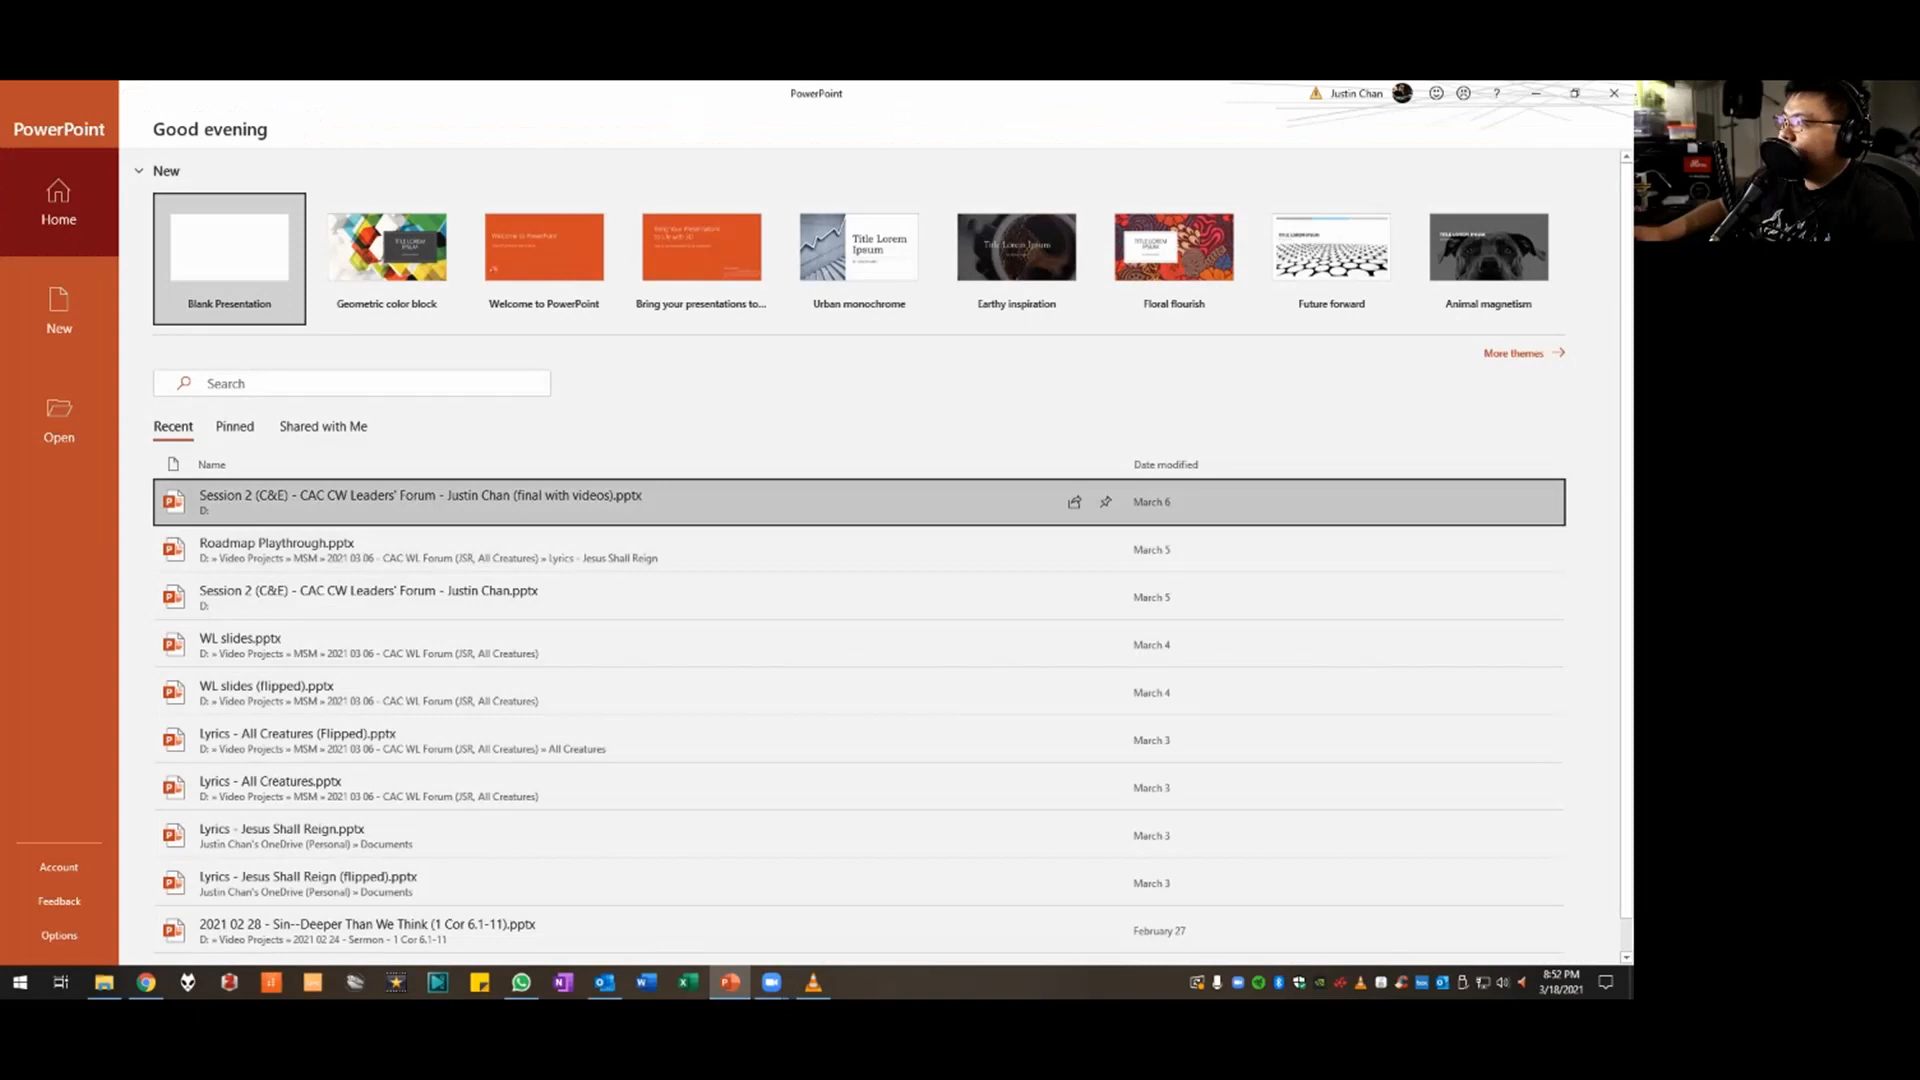 PowerPoint
Justin Chan
?
PowerPoint
Good evening
Home
New
Open
Account
Feedback
Options
New
Blank Presentation
Geometric color block
Welcome to PowerPoint
Welcome to PowerPoint
Bring your presentations to...
Title Lorem
Ipsum
Urban monochrome
Title Lorem Ipsum
Earthy inspiration
Floral flourish
Future forward
Animal magnetism
More themes
Search
Recent Pinned Shared with Me
Name Date modified
Session 2 (C&E) - CAC CW Leaders' Forum - Justin Chan (final with videos).pptx
D:
March 6
Roadmap Playthrough.pptx
D: » Video Projects » MSM » 2021 03 06 - CAC WL Forum (JSR, All Creatures) » Lyrics - Jesus Shall Reign
March 5
Session 2 (C&E) - CAC CW Leaders' Forum - Justin Chan.pptx
D:
March 5
WL slides.pptx
D: » Video Projects » MSM » 2021 03 06 - CAC WL Forum (JSR, All Creatures)
March 4
WL slides (flipped).pptx
D: » Video Projects » MSM » 2021 03 06 - CAC WL Forum (JSR, All Creatures)
March 4
Lyrics - All Creatures (Flipped).pptx
D: » Video Projects » MSM » 2021 03 06 - CAC WL Forum (JSR, All Creatures) » All Creatures
March 3
Lyrics - All Creatures.pptx
D: » Video Projects » MSM » 2021 03 06 - CAC WL Forum (JSR, All Creatures)
March 3
Lyrics - Jesus Shall Reign.pptx
Justin Chan's OneDrive (Personal) » Documents
March 3
Lyrics - Jesus Shall Reign (flipped).pptx
Justin Chan's OneDrive (Personal) » Documents
March 3
2021 02 28 - Sin--Deeper Than We Think (1 Cor 6.1-11).pptx
D: » Video Projects » 2021 02 24 - Sermon - 1 Cor 6.1-11
February 27
8:52 PM
3/18/2021